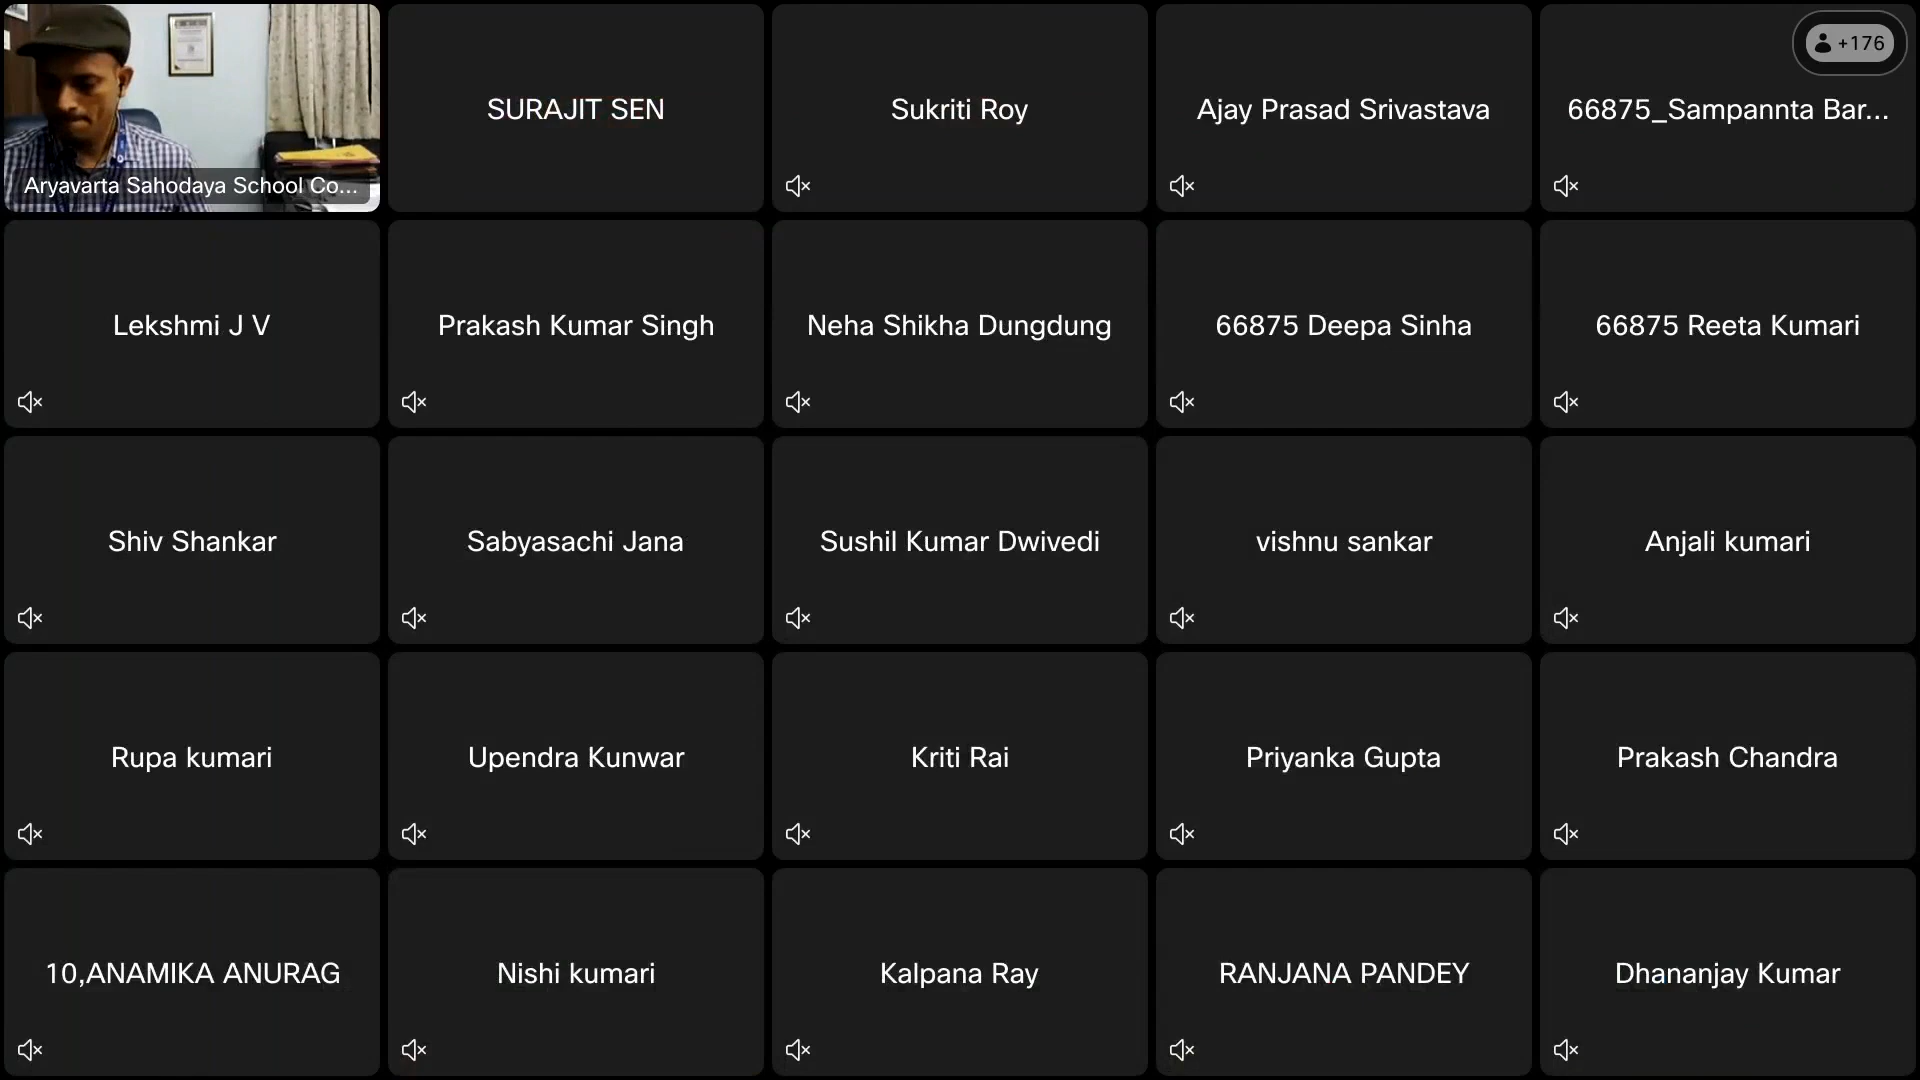 Aryavarta Sahodaya School Co...
SURAJIT SEN
Sukriti Roy
Ajay Prasad Srivastava
66875_Sampannta Bar...
+176
Lekshmi J V
Prakash Kumar Singh
Neha Shikha Dungdung
66875 Deepa Sinha
66875 Reeta Kumari
Shiv Shankar
Sabyasachi Jana
Sushil Kumar Dwivedi
vishnu sankar
Anjali kumari
Rupa kumari
Upendra Kunwar
Kriti Rai
Priyanka Gupta
Prakash Chandra
10,ANAMIKA ANURAG
Nishi kumari
Kalpana Ray
RANJANA PANDEY
Dhananjay Kumar